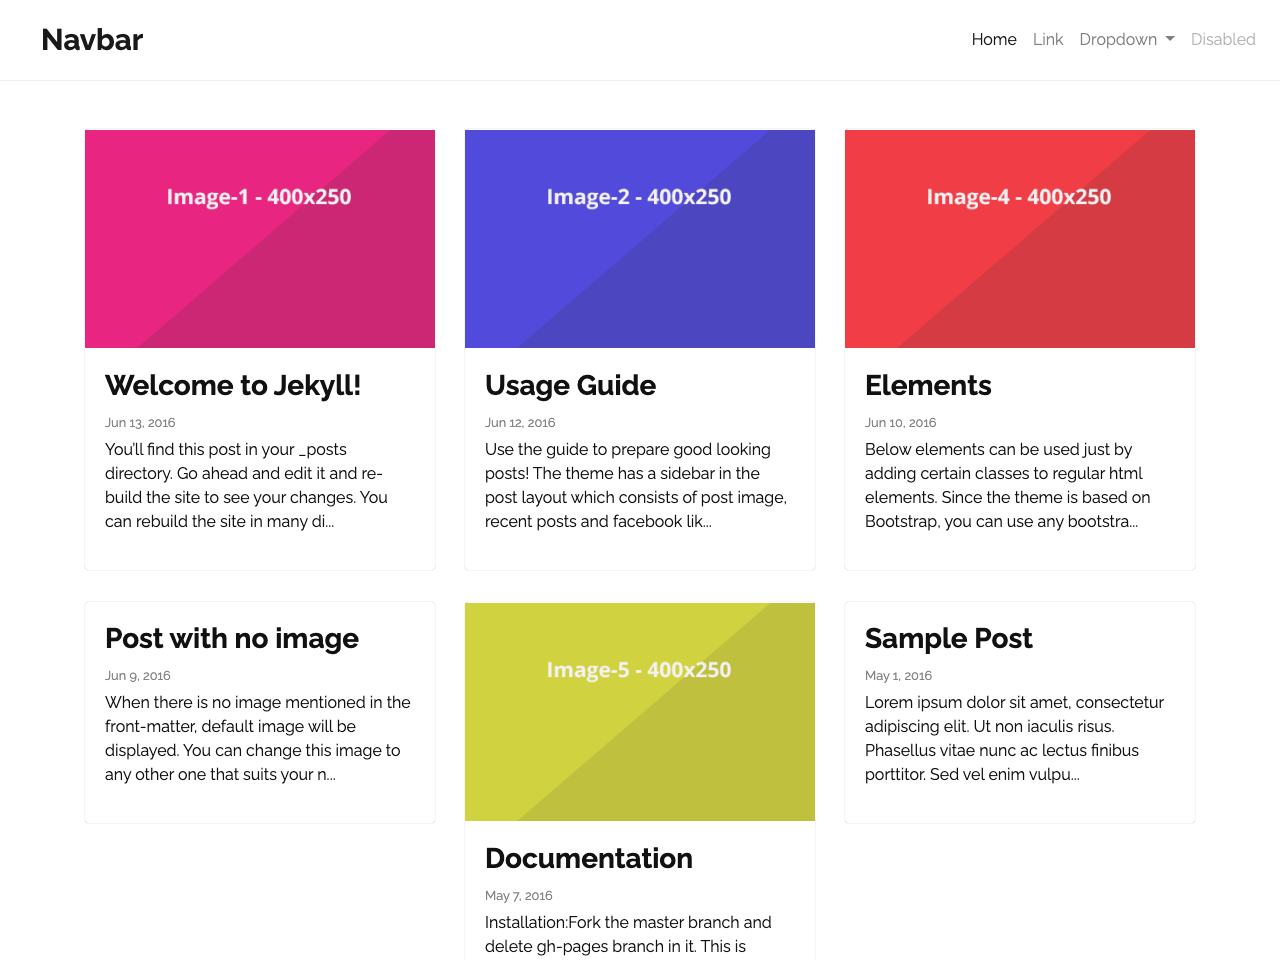 Navbar
Home Link Dropdown Disabled
Image-1 - 400x250
Welcome to Jekyll!
Jun 13, 2016
You'll find this post in your _posts
directory. Go ahead and edit it and re-
build the site to see your changes. You
can rebuild the site in many di...
Image-2 - 400x250
Usage Guide
Jun 12, 2016
Use the guide to prepare good looking
posts! The theme has a sidebar in the
post layout which consists of post image,
recent posts and facebook lik...
Image-4 - 400x250
Elements
Jun 10, 2016
Below elements can be used just by
adding certain classes to regular html
elements. Since the theme is based on
Bootstrap, you can use any bootstra...
Post with no image
Jun 9, 2016
When there is no image mentioned in the
front-matter, default image will be
displayed. You can change this image to
any other one that suits your n...
Image-5 - 400x250
Documentation
May 7, 2016
Installation:Fork the master branch and
delete gh-pages branch in it. This is
Sample Post
May 1, 2016
Lorem ipsum dolor sit amet, consectetur
adipiscing elit. Ut non iaculis risus.
Phasellus vitae nunc ac lectus finibus
porttitor. Sed vel enim vulpu...